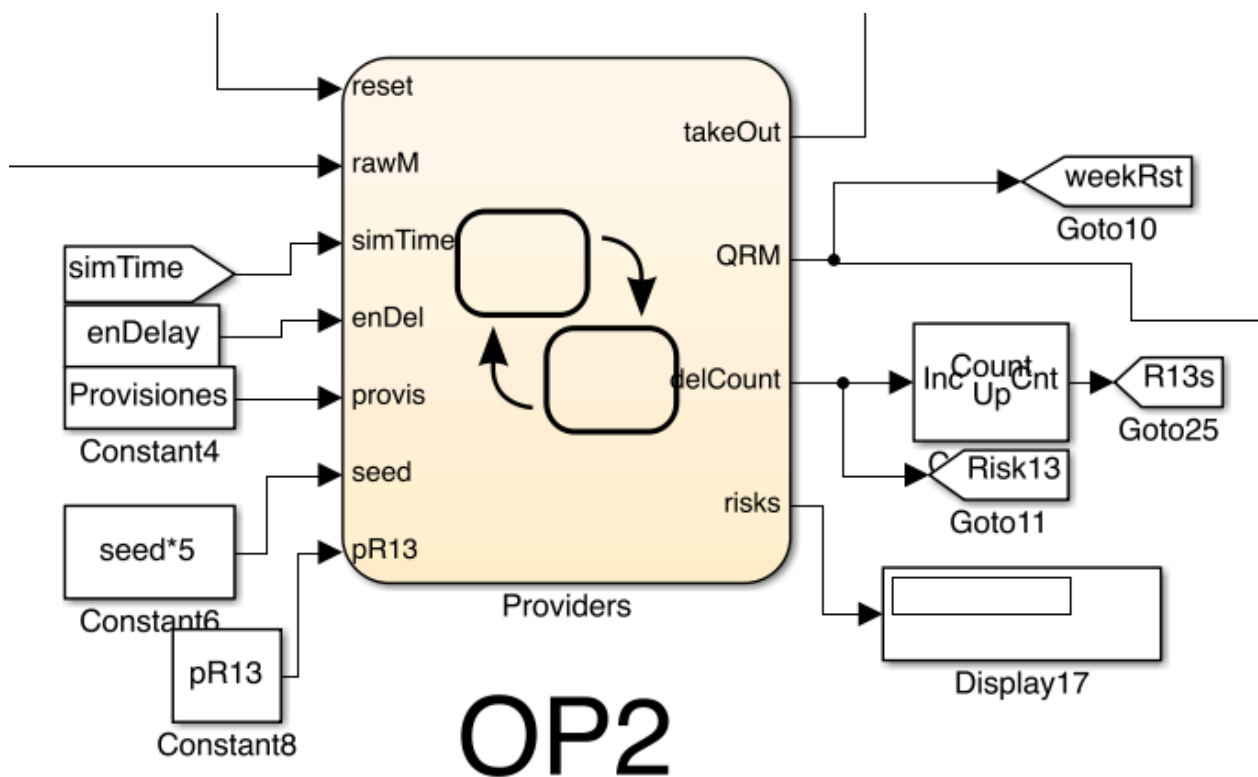 reset
rawM
simTime
enDel
provis
seed
pR13
takeOut
QRM
delCount
risks
Providers
simTime
enDelay
Provisiones
Constant4
seed*5
Constant6
pR13
Constant8
weekRst
Goto10
Inc
Count
Up
Cnt
R13s
Goto25
Risk13
Goto11
Display17
OP2